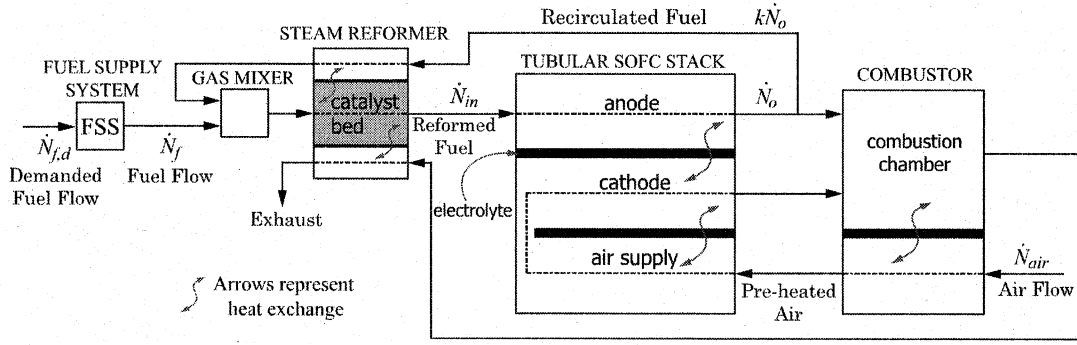 Recirculated Fuel
kṄo
STEAM REFORMER
FUEL SUPPLY
SYSTEM
GAS MIXER
TUBULAR SOFC STACK
COMBUSTOR
FSS
catalyst
bed
Ṅin
anode
Ṅo
Ṅf,d
Ṅf
Reformed
Fuel
Demanded
Fuel Flow
Fuel Flow
combustion
chamber
cathode
Exhaust
electrolyte
air supply
Ṅair
Air Flow
Pre-heated
Air
Arrows represent
heat exchange